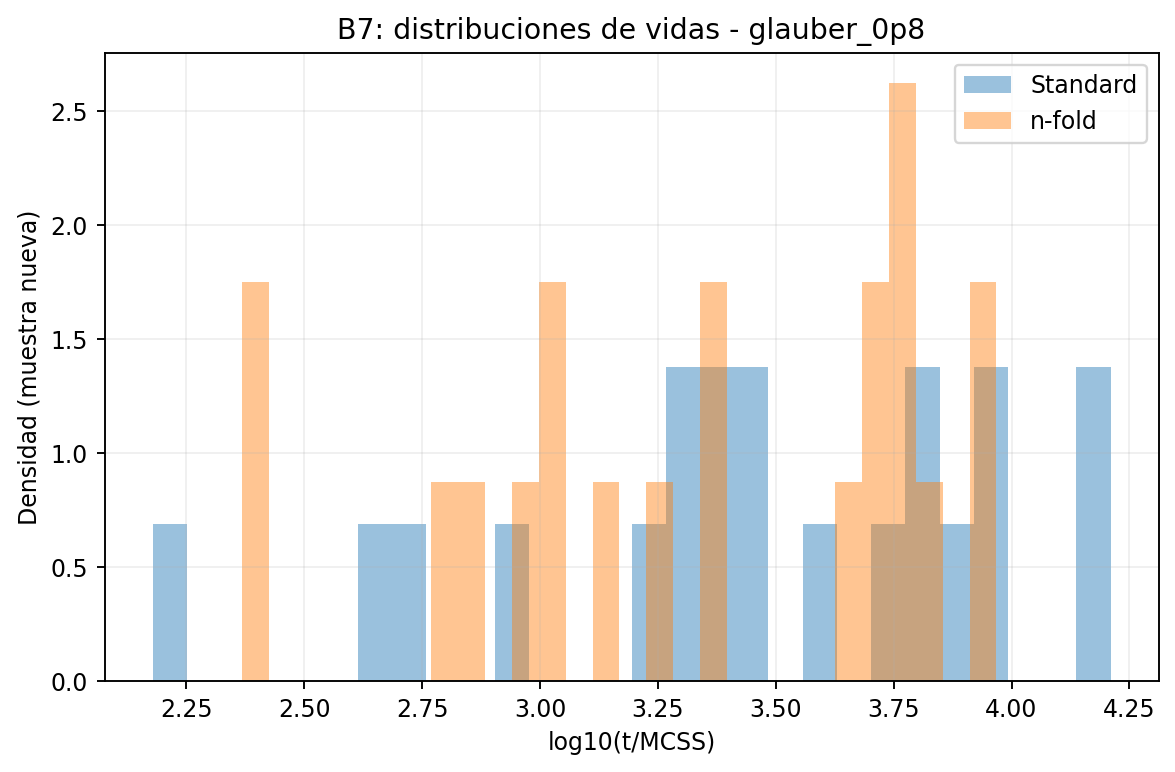 B7: distribuciones de vidas - glauber_0p8
Standard
n-fold
Densidad (muestra nueva)
2.5
2.0
1.5
1.0
0.5
0.0
2.25 2.50 2.75 3.00 3.25 3.50 3.75 4.00 4.25
log10(t/MCSS)